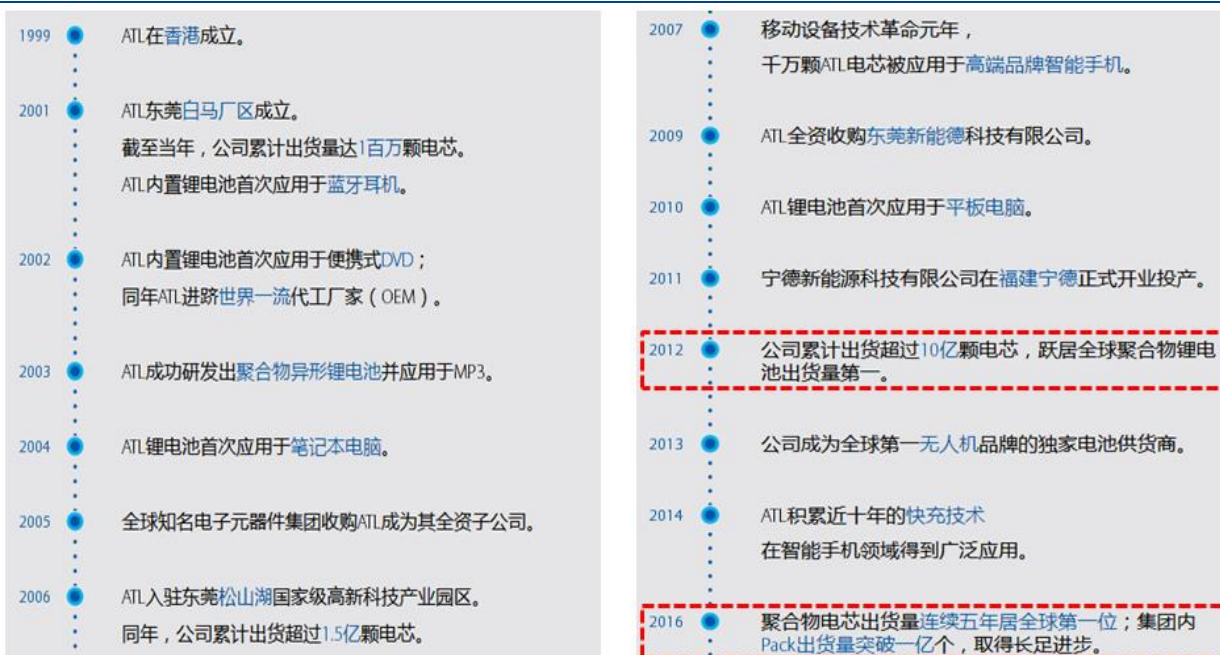 1999
ATL在香港成立。
2001
ATL东莞白马厂区成立。
截至当年，公司累计出货量达1百万颗电芯。
ATL内置锂电池首次应用于蓝牙耳机。
2002
ATL内置锂电池首次应用于便携式DVD；
同年ATL进跻世界一流代工厂家（OEM）。
2003
ATL成功研发出聚合物异形锂电池并应用于MP3。
2004
ATL锂电池首次应用于笔记本电脑。
2005
全球知名电子元器件集团收购ATL成为其全资子公司。
2006
ATL入驻东莞松山湖国家级高新科技产业园区。
同年，公司累计出货超过1.5亿颗电芯。
2007
移动设备技术革命元年，
千万颗ATL电芯被应用于高端品牌智能手机。
2009
ATL全资收购东莞新能德科技有限公司。
2010
ATL锂电池首次应用于平板电脑。
2011
宁德新能源科技有限公司在福建宁德正式开业投产。
2012
公司累计出货超过10亿颗电芯，跃居全球聚合物锂电
池出货量第一。
2013
公司成为全球第一无人机品牌的独家电池供货商。
2014
ATL积累近十年的快充技术
在智能手机领域得到广泛应用。
2016
聚合物电芯出货量连续五年居全球第一位；集团内
Pack出货量突破一亿个，取得长足进步。